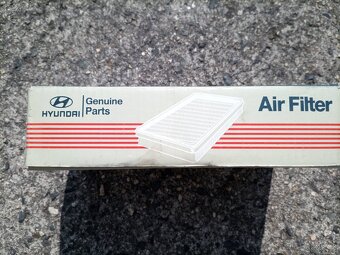 HYUNDAI
Genuine
Parts
Air Filter